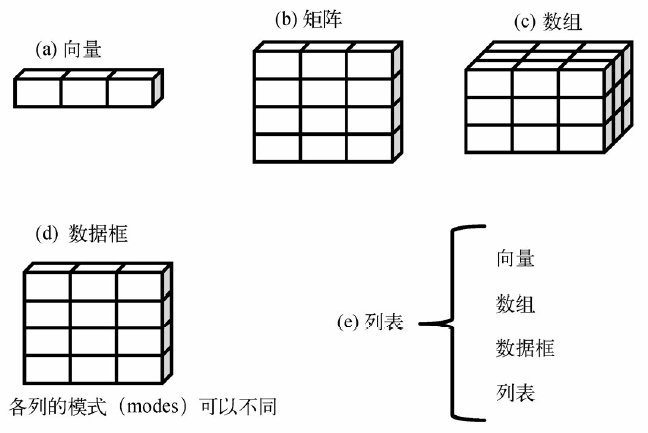 (a) 向量
(b) 矩阵
(c) 数组
(d) 数据框
各列的模式（modes）可以不同
(e) 列表
向量
数组
数据框
列表